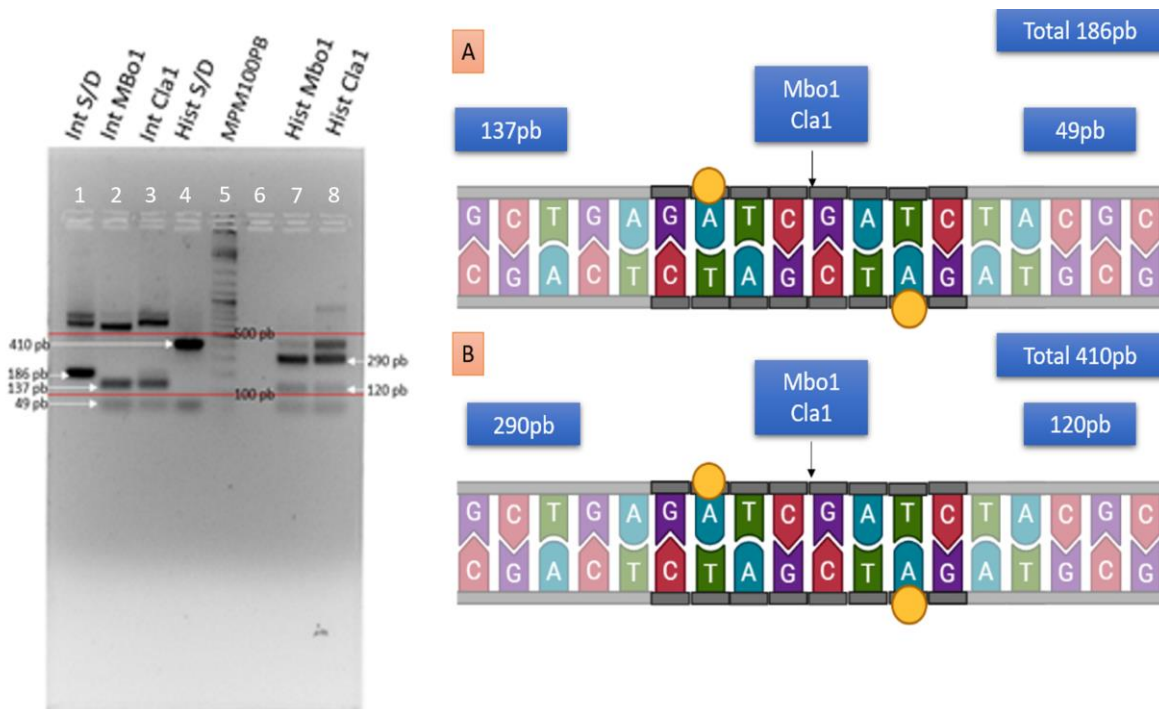 Int S/D
Int MBo1
Int Cla1
Hist S/D
MPM100PB
Hist Mbo1
Hist Cla1
1 2 3 4 5 6 7 8
500 pb
410 pb
290 pb
186 pb
137 pb
120 pb
100 pb
49 pb
A
Total 186pb
Mbo1
Cla1
137pb
49pb
G C T G A G A T C G A T C T A C G C
C G A C T C T A G C T A G A T G C G
B
Total 410pb
Mbo1
Cla1
290pb
120pb
G C T G A G A T C G A T C T A C G C
C G A C T C T A G C T A G A T G C G